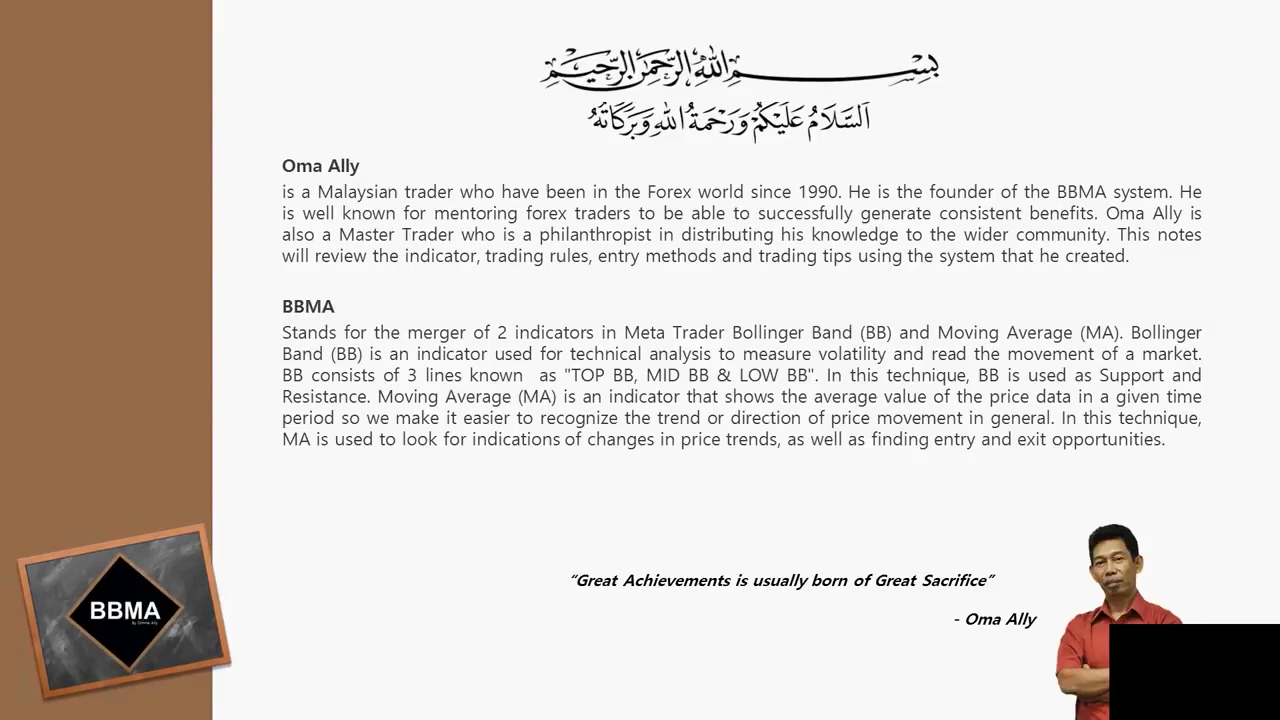 بِسْمِ اللهِ الرَّحْمٰنِ الرَّحِيْمِ
اَلسَّلَامُ عَلَيْكُمْ وَرَحْمَةُ اللهِ وَبَرَكَاتُهُ
Oma Ally
is a Malaysian trader who have been in the Forex world since 1990. He is the founder of the BBMA system. He
is well known for mentoring forex traders to be able to successfully generate consistent benefits. Oma Ally is
also a Master Trader who is a philanthropist in distributing his knowledge to the wider community. This notes
will review the indicator, trading rules, entry methods and trading tips using the system that he created.
BBMA
Stands for the merger of 2 indicators in Meta Trader Bollinger Band (BB) and Moving Average (MA). Bollinger
Band (BB) is an indicator used for technical analysis to measure volatility and read the movement of a market.
BB consists of 3 lines known as "TOP BB, MID BB & LOW BB". In this technique, BB is used as Support and
Resistance. Moving Average (MA) is an indicator that shows the average value of the price data in a given time
period so we make it easier to recognize the trend or direction of price movement in general. In this technique,
MA is used to look for indications of changes in price trends, as well as finding entry and exit opportunities.
“Great Achievements is usually born of Great Sacrifice”
- Oma Ally
BBMA
by Omma Ally